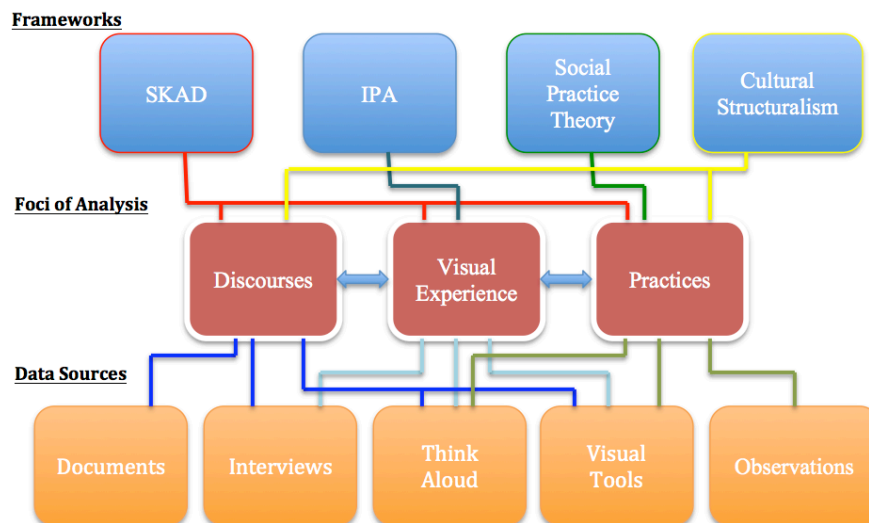 Frameworks
SKAD
IPA
Social
Practice
Theory
Cultural
Structuralism
Foci of Analysis
Discourses
Visual
Experience
Practices
Data Sources
Documents
Interviews
Think
Aloud
Visual
Tools
Observations